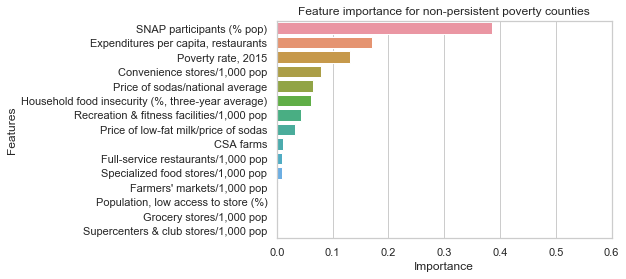 Feature importance for non-persistent poverty counties
SNAP participants (% pop)
Expenditures per capita, restaurants
Poverty rate, 2015
Convenience stores/1,000 pop
Price of sodas/national average
Household food insecurity (%, three-year average)
Recreation & fitness facilities/1,000 pop
Price of low-fat milk/price of sodas
CSA farms
Full-service restaurants/1,000 pop
Specialized food stores/1,000 pop
Farmers' markets/1,000 pop
Population, low access to store (%)
Grocery stores/1,000 pop
Supercenters & club stores/1,000 pop
Features
0.0 0.1 0.2 0.3 0.4 0.5 0.6
Importance